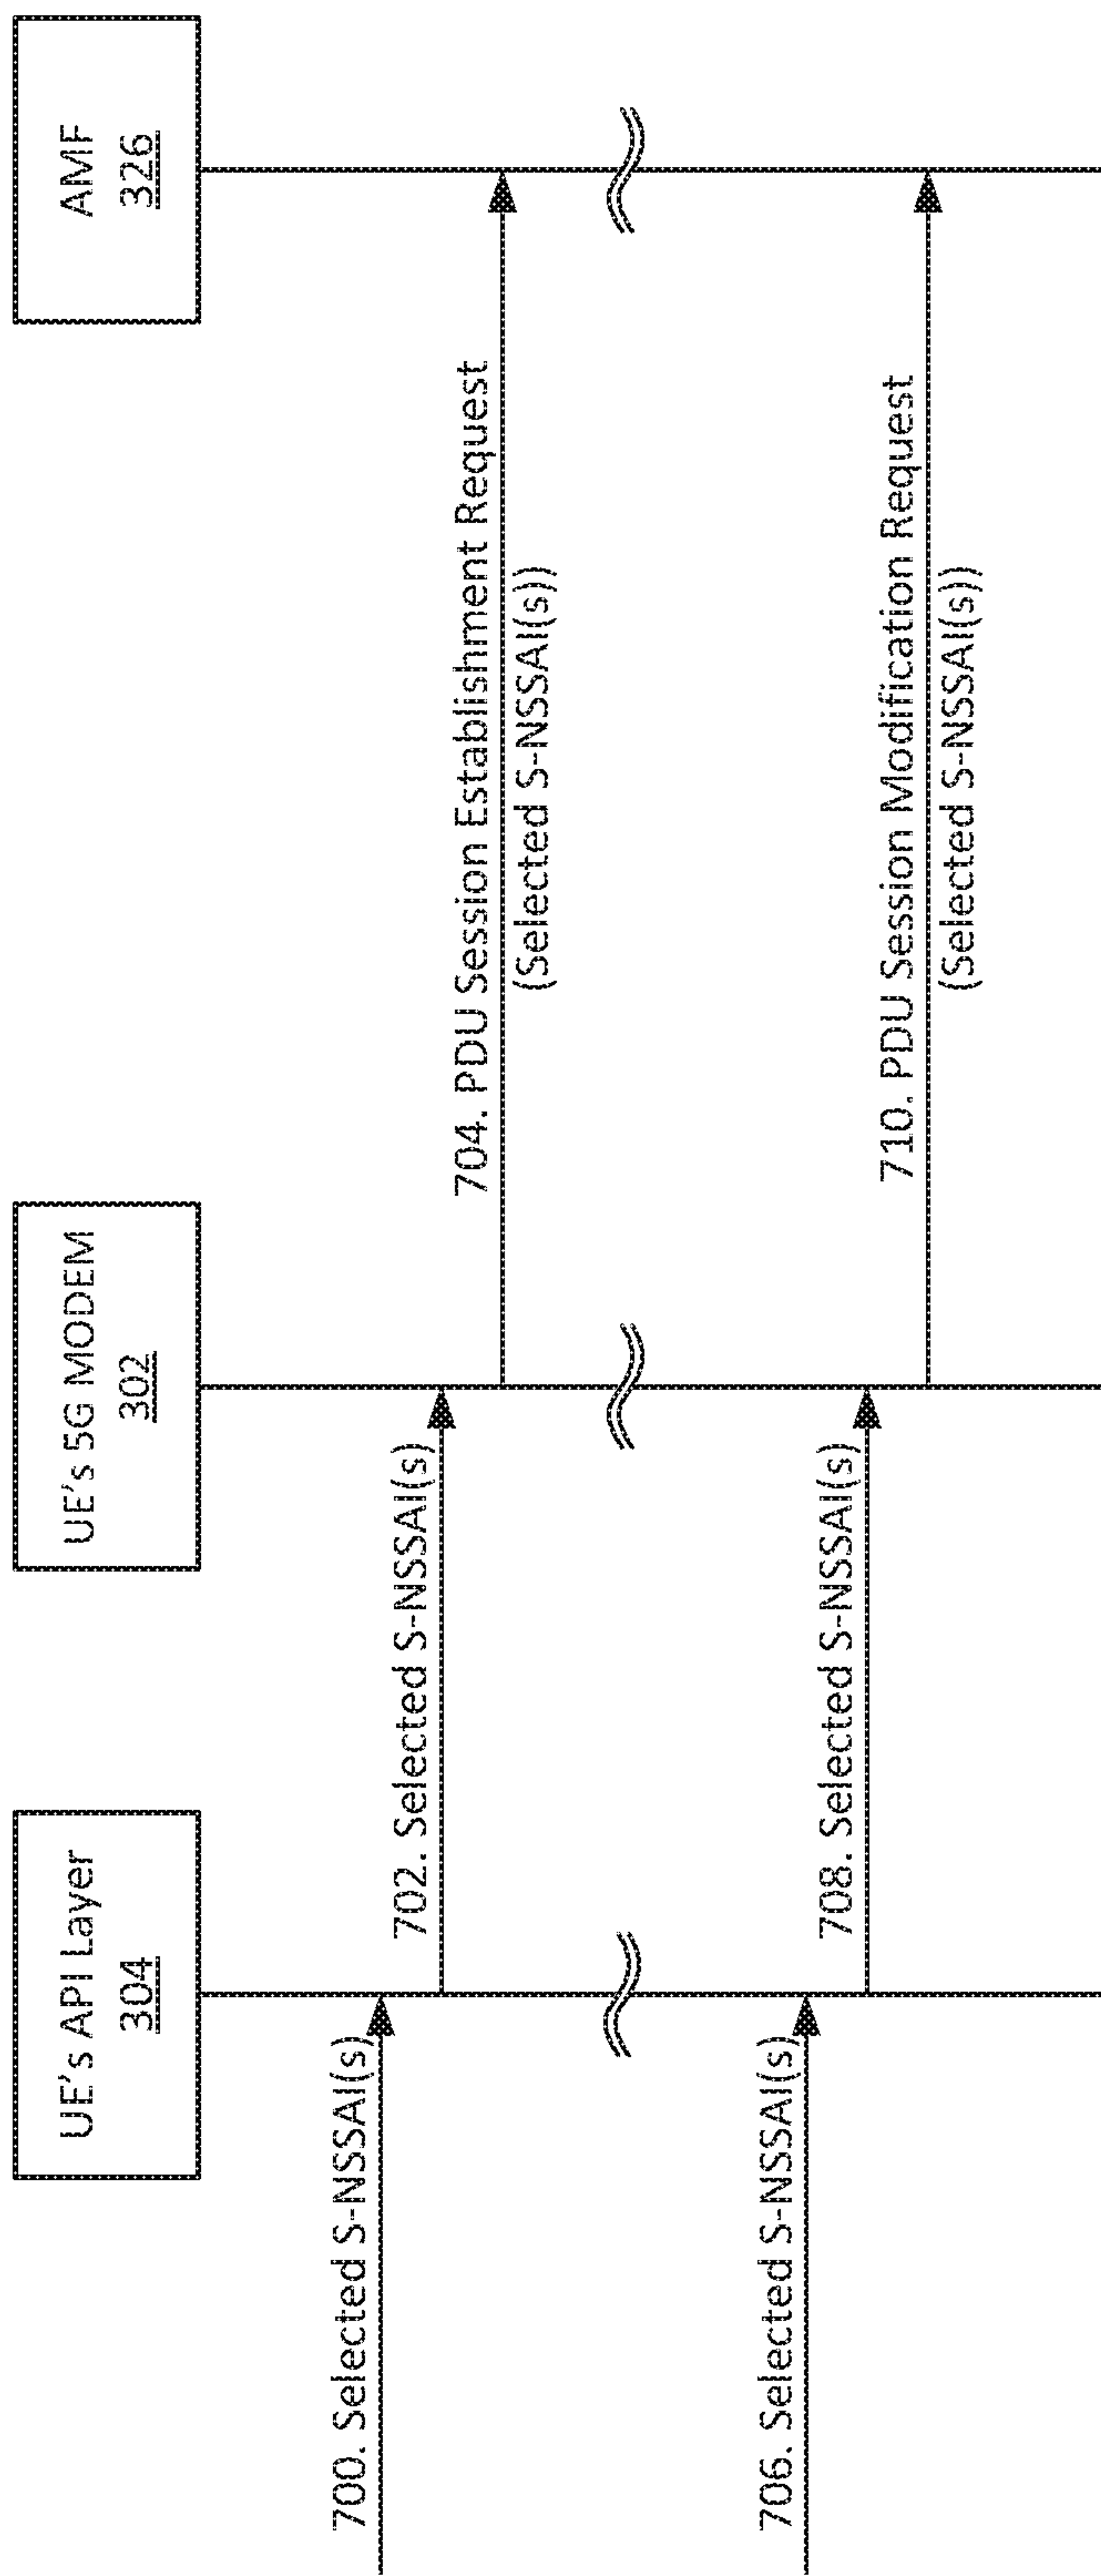 UE's API Layer
304
UE's 5G MODEM
302
AMF
326
700. Selected S-NSSAI(s)
702. Selected S-NSSAI(s)
704. PDU Session Establishment Request
(Selected S-NSSAI(s))
706. Selected S-NSSAI(s)
708. Selected S-NSSAI(s)
710. PDU Session Modification Request
(Selected S-NSSAI(s))